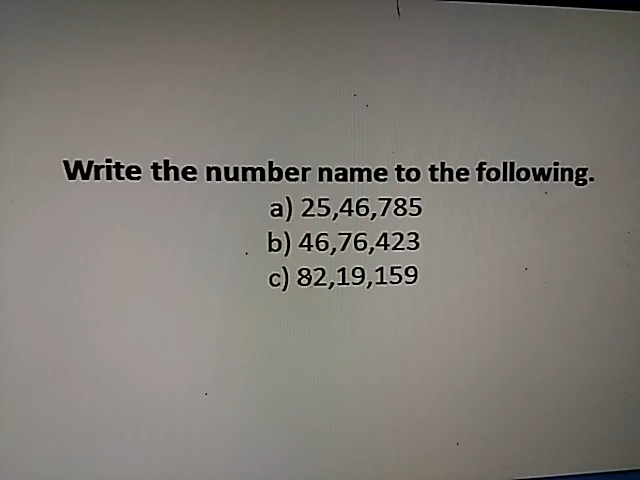 Write the number name to the following.
a) 25,46,785
b) 46,76,423
c) 82,19,159